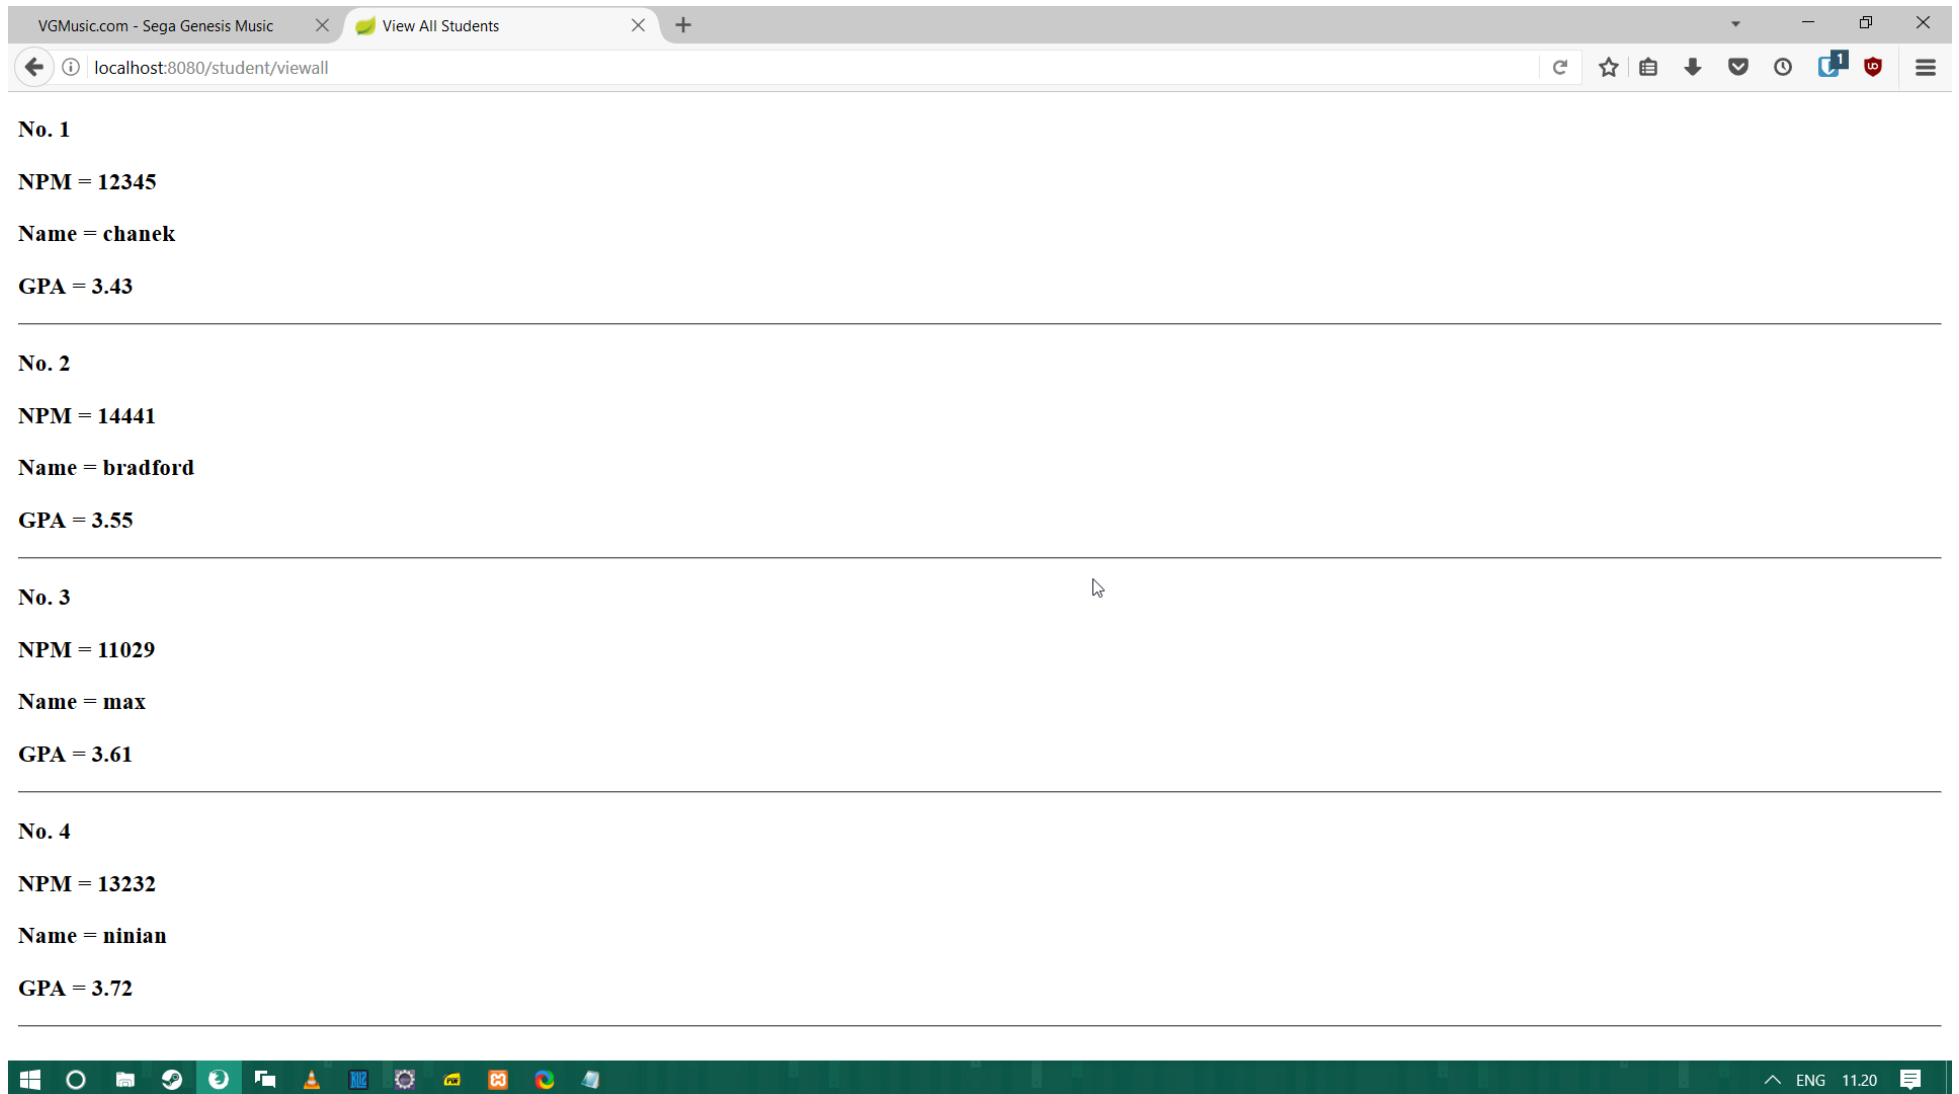 VGMusic.com - Sega Genesis Music
View All Students
localhost:8080/student/viewall
1
No. 1
NPM = 12345
Name = chanek
GPA = 3.43
No. 2
NPM = 14441
Name = bradford
GPA = 3.55
No. 3
NPM = 11029
Name = max
GPA = 3.61
No. 4
NPM = 13232
Name = ninian
GPA = 3.72
ENG 11.20